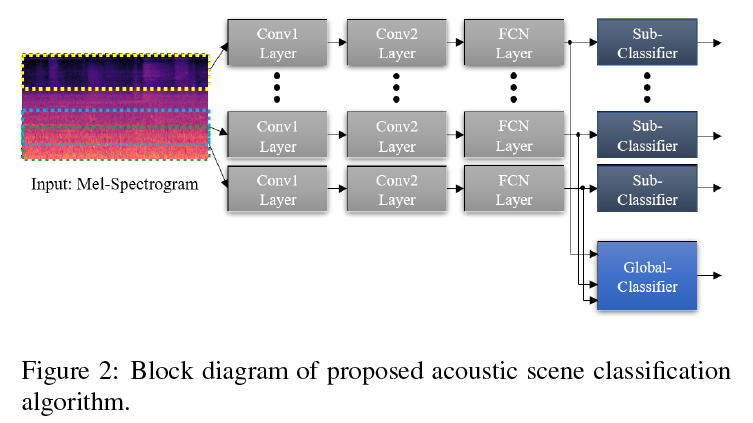 Conv1
Layer
Conv2
Layer
FCN
Layer
Sub-
Classifier
Conv1
Layer
Conv2
Layer
FCN
Layer
Sub-
Classifier
Input: Mel-Spectrogram
Conv1
Layer
Conv2
Layer
FCN
Layer
Sub-
Classifier
Global-
Classifier
Figure 2: Block diagram of proposed acoustic scene classification
algorithm.